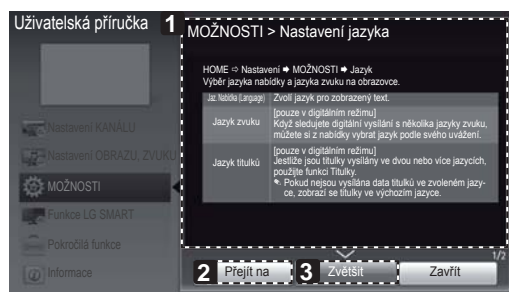 Uživatelská příručka
1
MOŽNOSTI > Nastavení jazyka
HOME ⇨ Nastavení ➡ MOŽNOSTI ➡ Jazyk
Výběr jazyka nabídky a jazyka zvuku na obrazovce.
Jaz. Nabídka (Language) Zvolí jazyk pro zobrazený text.
[pouze v digitálním režimu]
Jazyk zvuku Když sledujete digitální vysílání s několika jazyky zvuku,
můžete si z nabídky vybrat jazyk podle svého uvážení.
[pouze v digitálním režimu]
Jazyk titulků Jestliže jsou titulky vysílány ve dvou nebo více jazycích,
použijte funkci Titulky.
Pokud nejsou vysílána data titulků ve zvoleném jazy-
ce, zobrazí se titulky ve výchozím jazyce.
Nastavení KANÁLU
Nastavení OBRAZU, ZVUKU
MOŽNOSTI
Funkce LG SMART
Pokročilá funkce
Informace
1/2
2 Přejít na 3 Zvětšit Zavřít